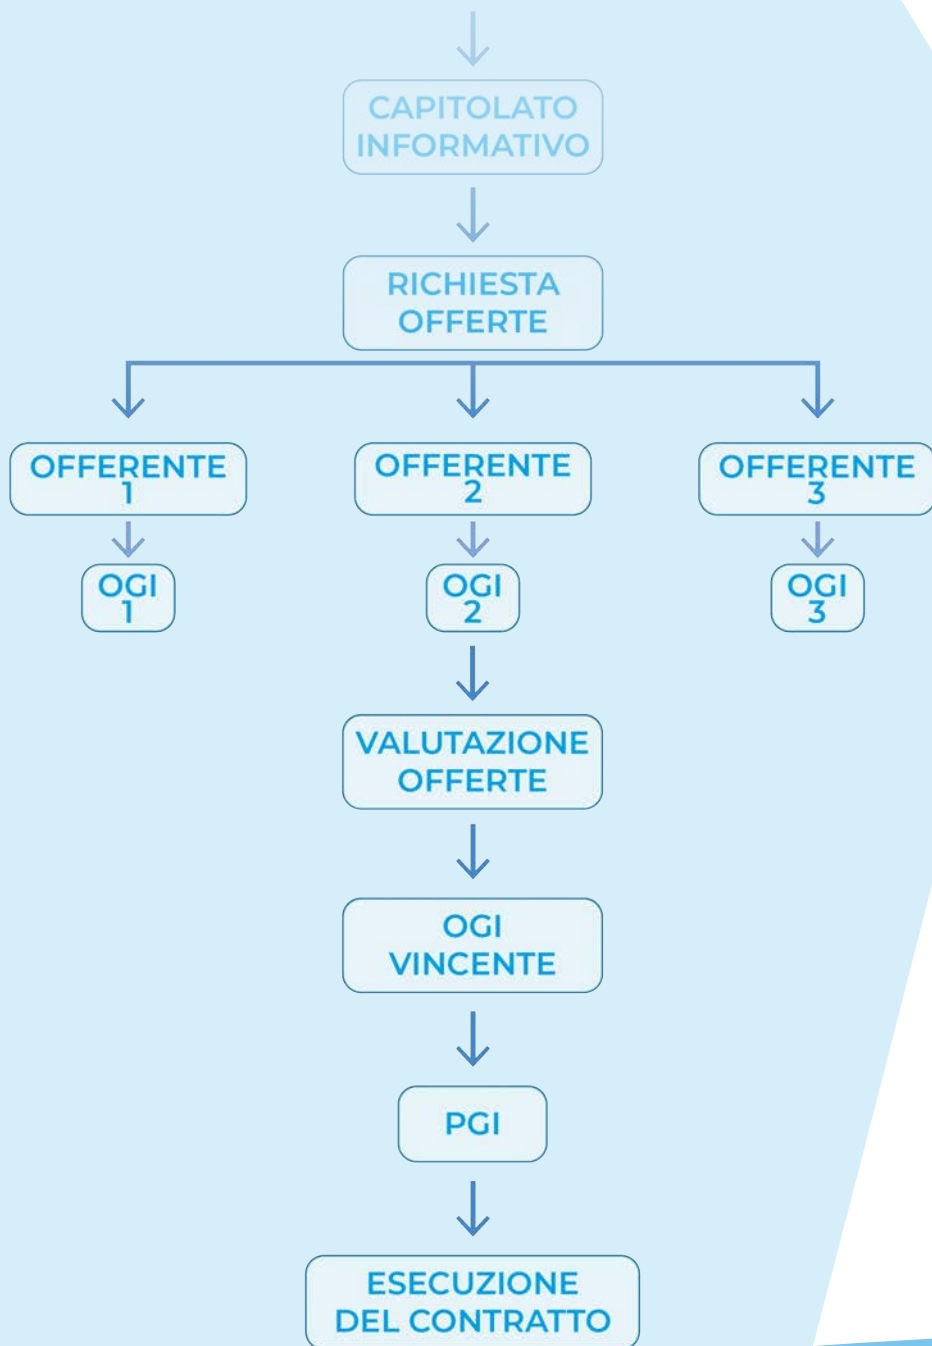 CAPITOLATO
INFORMATIVO
RICHIESTA
OFFERTE
OFFERENTE
1
OFFERENTE
2
OFFERENTE
3
OGI
1
OGI
2
OGI
3
VALUTAZIONE
OFFERTE
OGI
VINCENTE
PGI
ESECUZIONE
DEL CONTRATTO